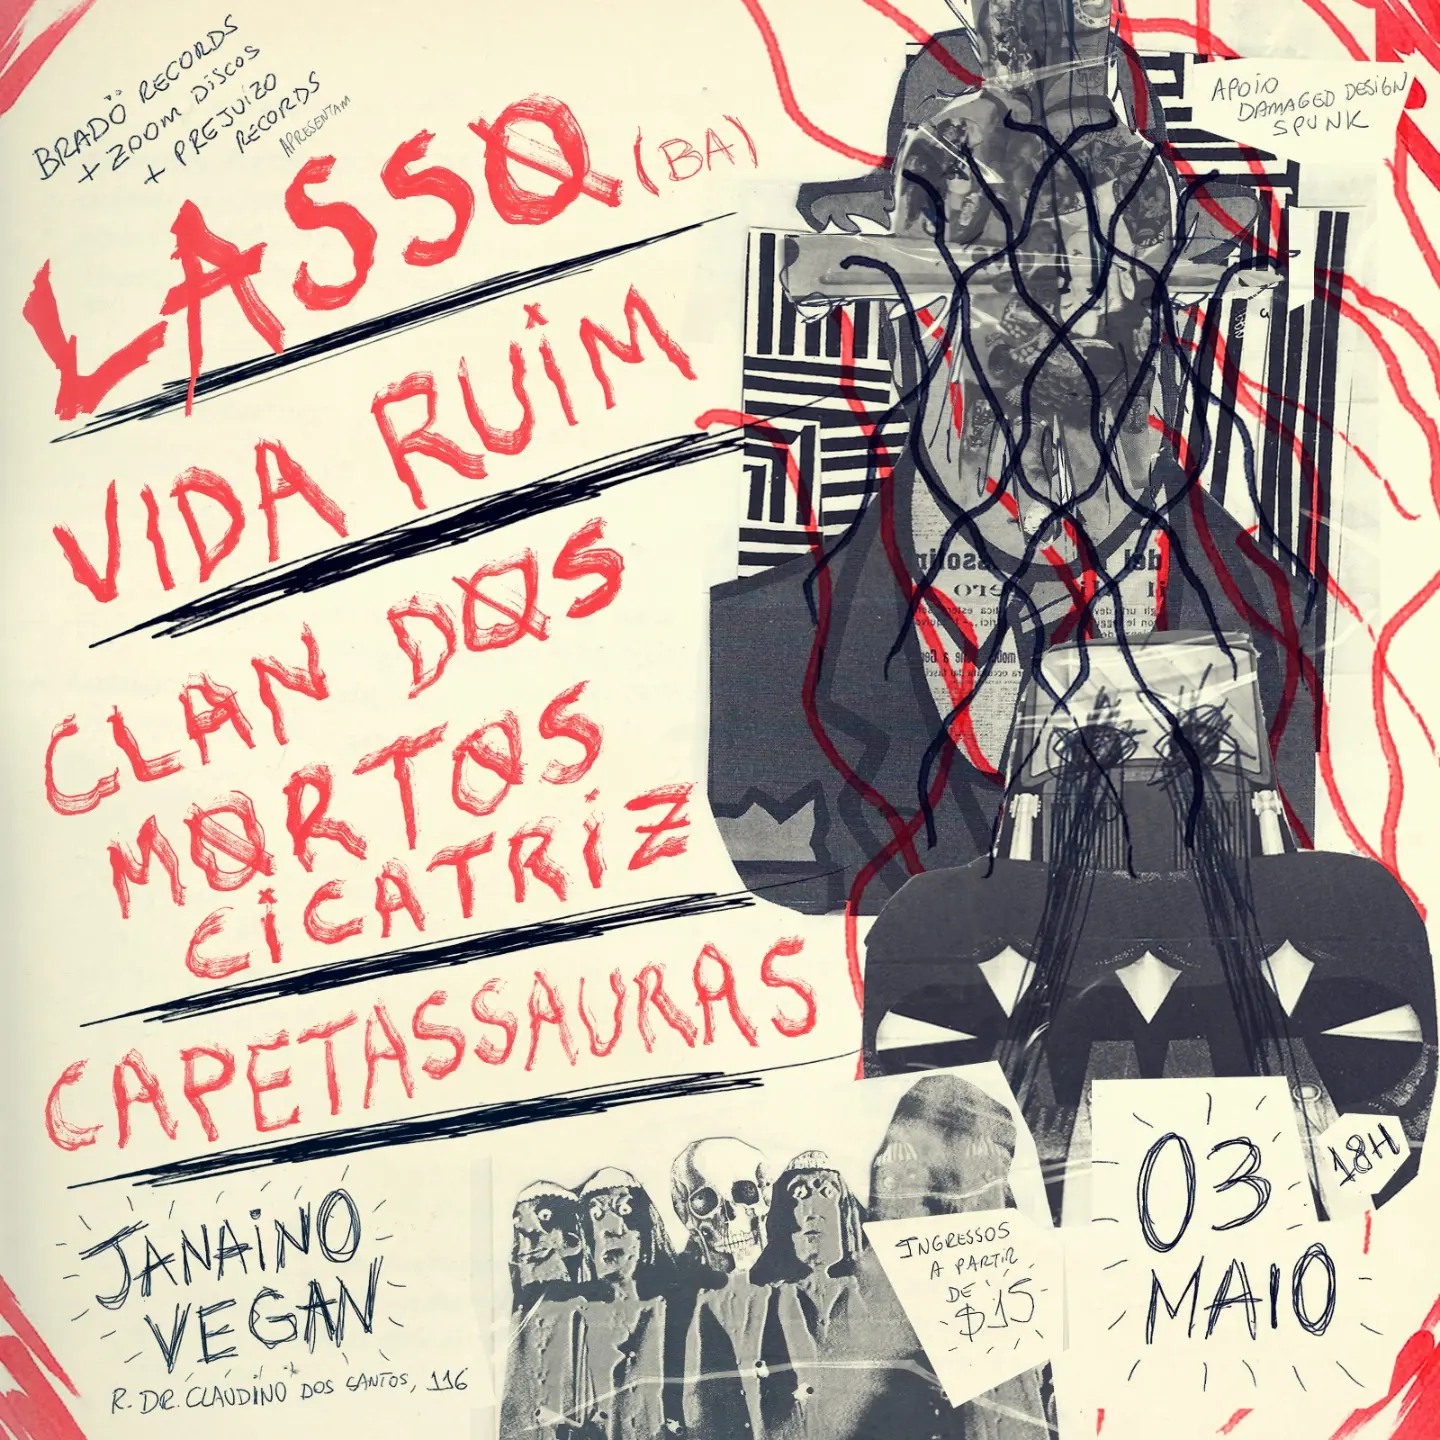 BRADÖ RECORDS
+ ZOOM DISCOS
+ PREJUÍZO
RECORDS
APRESENTAM
APOIO
DAMAGED DESIGN
SPUNK
LASSO (BA)
VIDA RUIM
CLAN DOS
MORTOS
CICATRIZ
CAPETASSAURAS
JANAINO
VEGAN
R. DR. CLAUDINO DOS SANTOS, 116
INGRESSOS
A PARTIR
DE
$15
03
MAIO
18H